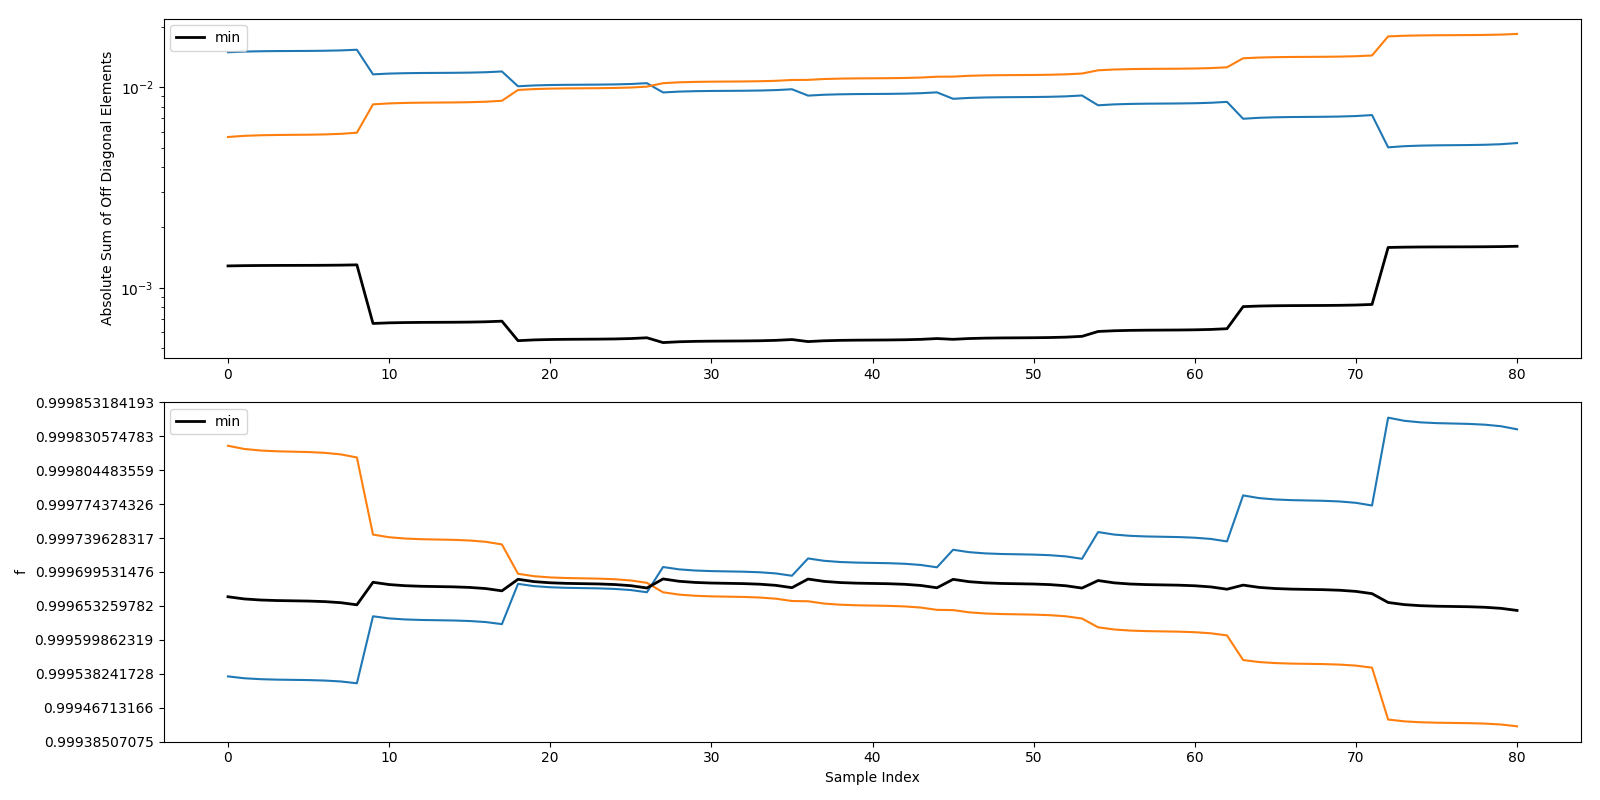 min
Absolute Sum of Off Diagonal Elements
10⁻²
10⁻³
0 10 20 30 40 50 60 70 80
min
f
0.999853184193
0.999830574783
0.999804483559
0.999774374326
0.999739628317
0.999699531476
0.999653259782
0.999599862319
0.999538241728
0.99946713166
0.99938507075
0 10 20 30 40 50 60 70 80
Sample Index